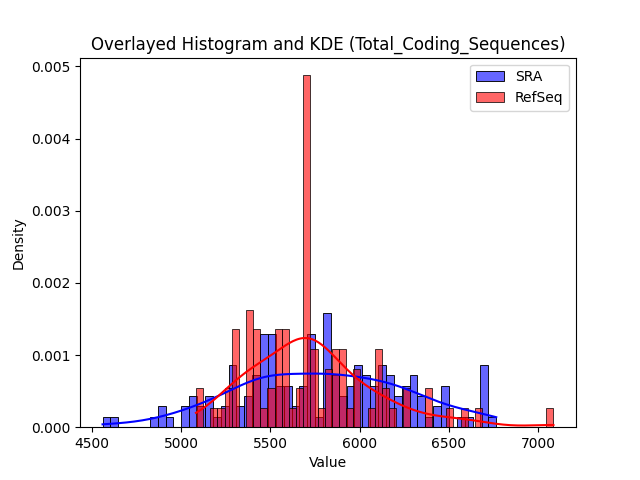 Overlayed Histogram and KDE (Total_Coding_Sequences)
SRA
RefSeq
0.005
0.004
0.003
0.002
0.001
0.000
Density
4500 5000 5500 6000 6500 7000
Value